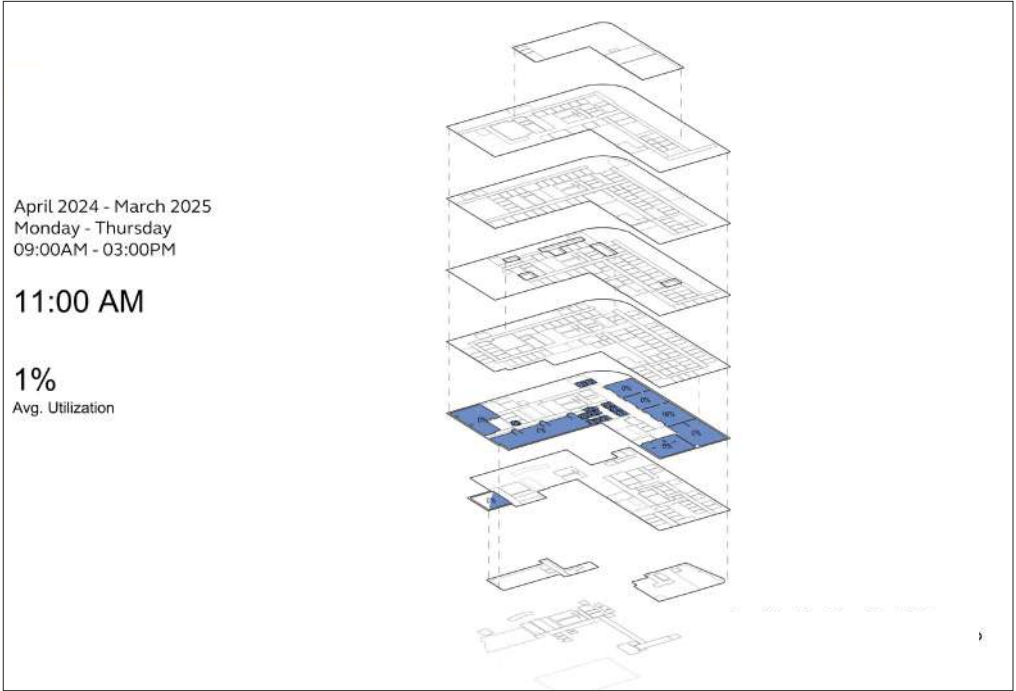 April 2024 - March 2025
Monday - Thursday
09:00AM - 03:00PM
11:00 AM
1%
Avg. Utilization